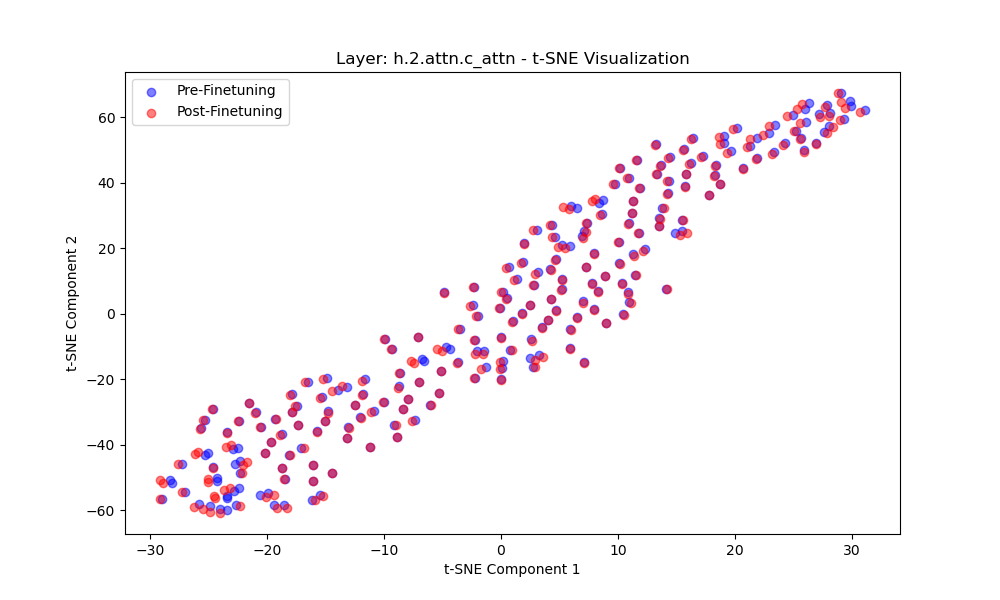 Layer: h.2.attn.c_attn - t-SNE Visualization
Pre-Finetuning
Post-Finetuning
60
40
20
0
−20
−40
−60
t-SNE Component 2
−30
−20
−10
0
10
20
30
t-SNE Component 1